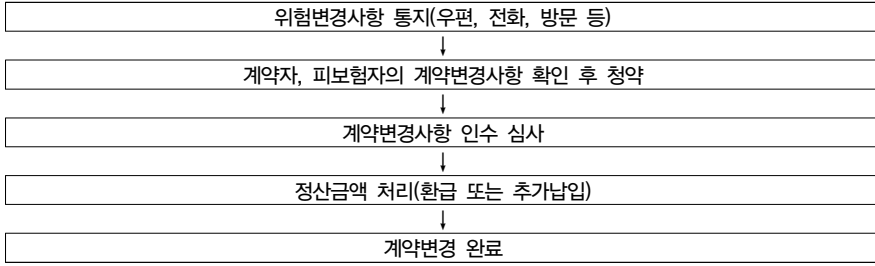 위험변경사항 통지(우편, 전화, 방문 등)
↓
계약자, 피보험자의 계약변경사항 확인 후 청약
↓
계약변경사항 인수 심사
↓
정산금액 처리(환급 또는 추가납입)
↓
계약변경 완료